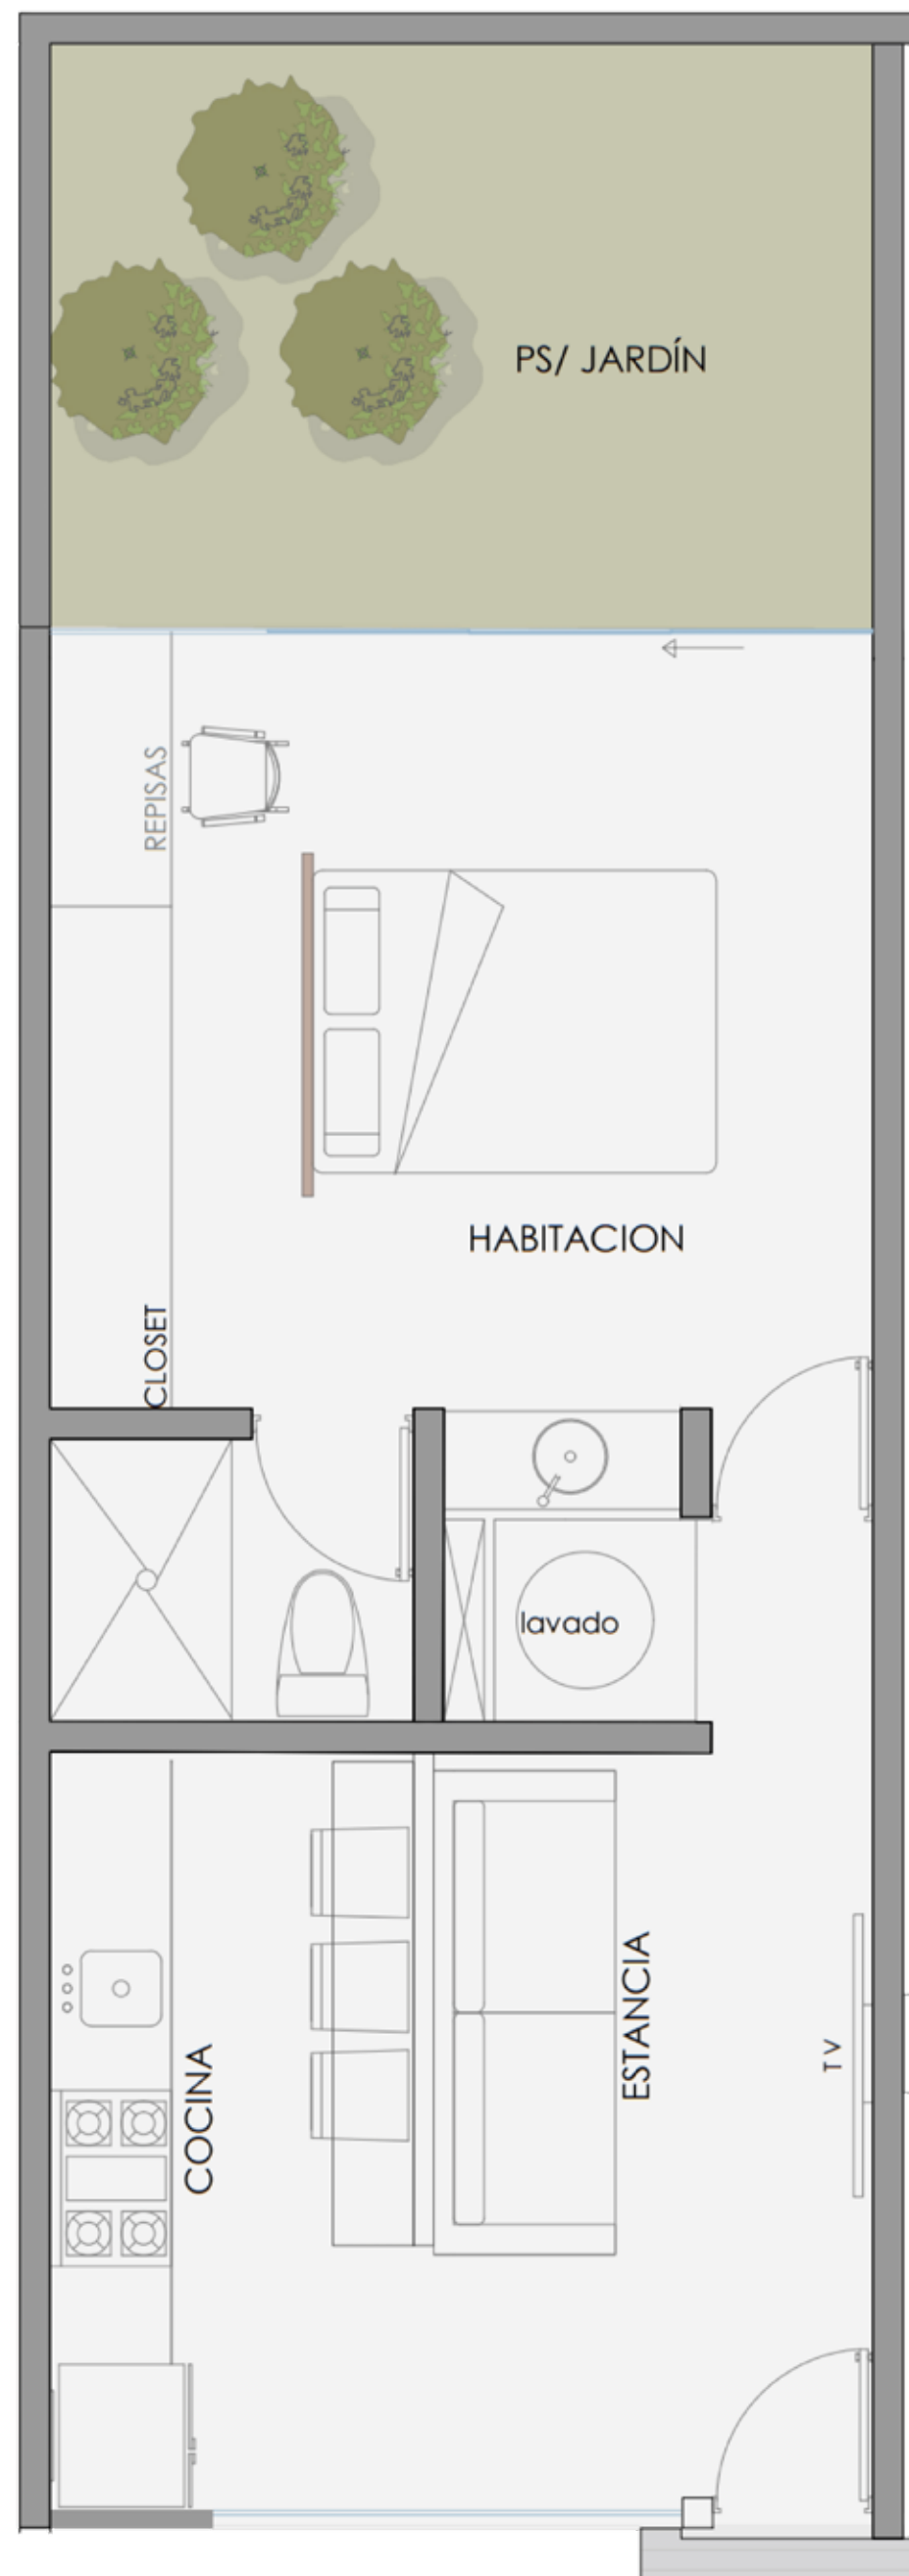 PS/ JARDÍN
REPISAS
HABITACION
CLOSET
lavado
ESTANCIA
TV
COCINA